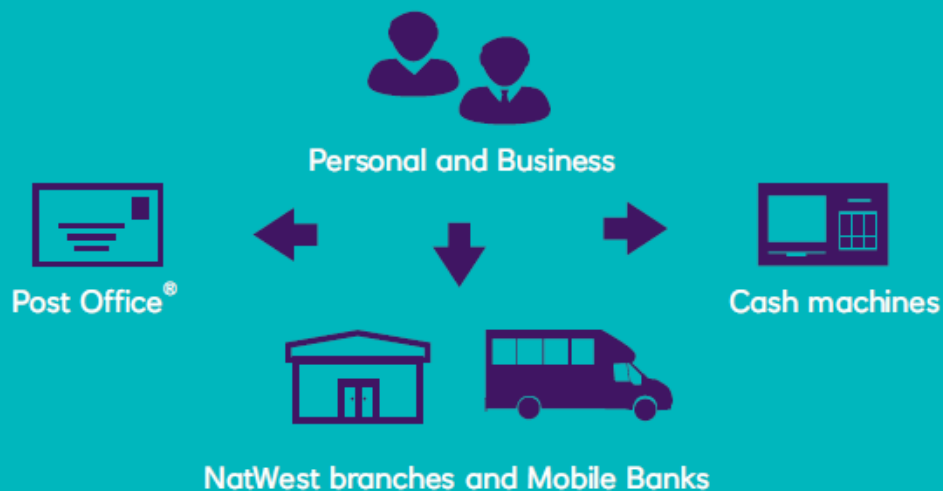 Personal and Business
Post Office®
Cash machines
NatWest branches and Mobile Banks